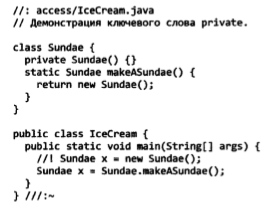 //: access/IceCream.java
// Демонстрация ключевого слова private.
class Sundae {
private Sundae() {}
static Sundae makeASundae() {
return new Sundae();
}
}
public class IceCream {
public static void main(String[] args) {
//! Sundae x = new Sundae();
Sundae x = Sundae.makeASundae();
}
} ///:~